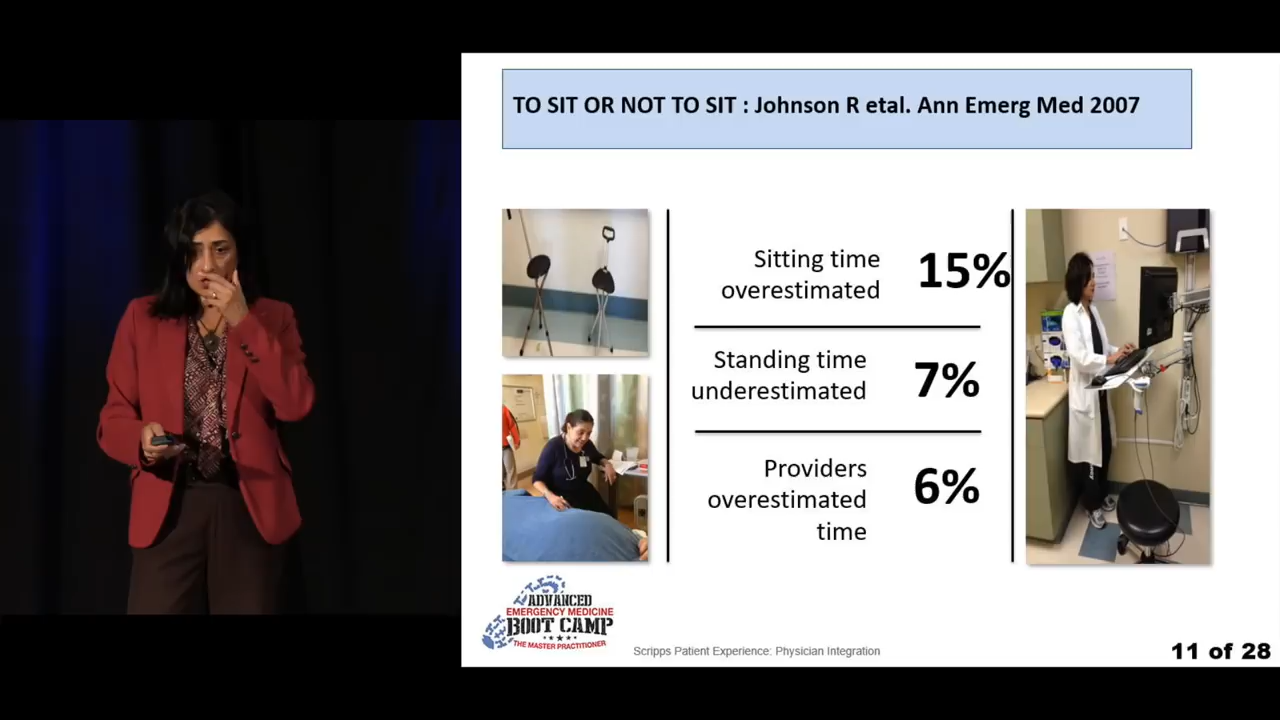 TO SIT OR NOT TO SIT : Johnson R etal. Ann Emerg Med 2007
Sitting time
overestimated
15%
Standing time
underestimated
7%
Providers
overestimated
time
6%
ADVANCED
EMERGENCY MEDICINE
BOOT CAMP
THE MASTER PRACTITIONER
Scripps Patient Experience: Physician Integration
11 of 28